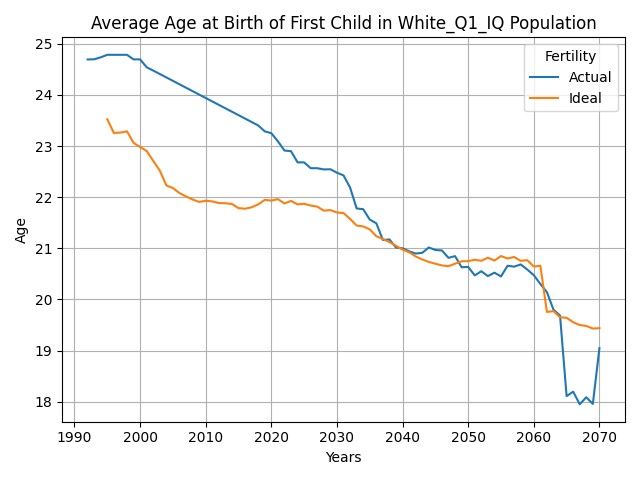 Average Age at Birth of First Child in White_Q1_IQ Population
Fertility
Actual
Ideal
Age
25
24
23
22
21
20
19
18
1990
2000
2010
2020
2030
2040
2050
2060
2070
Years